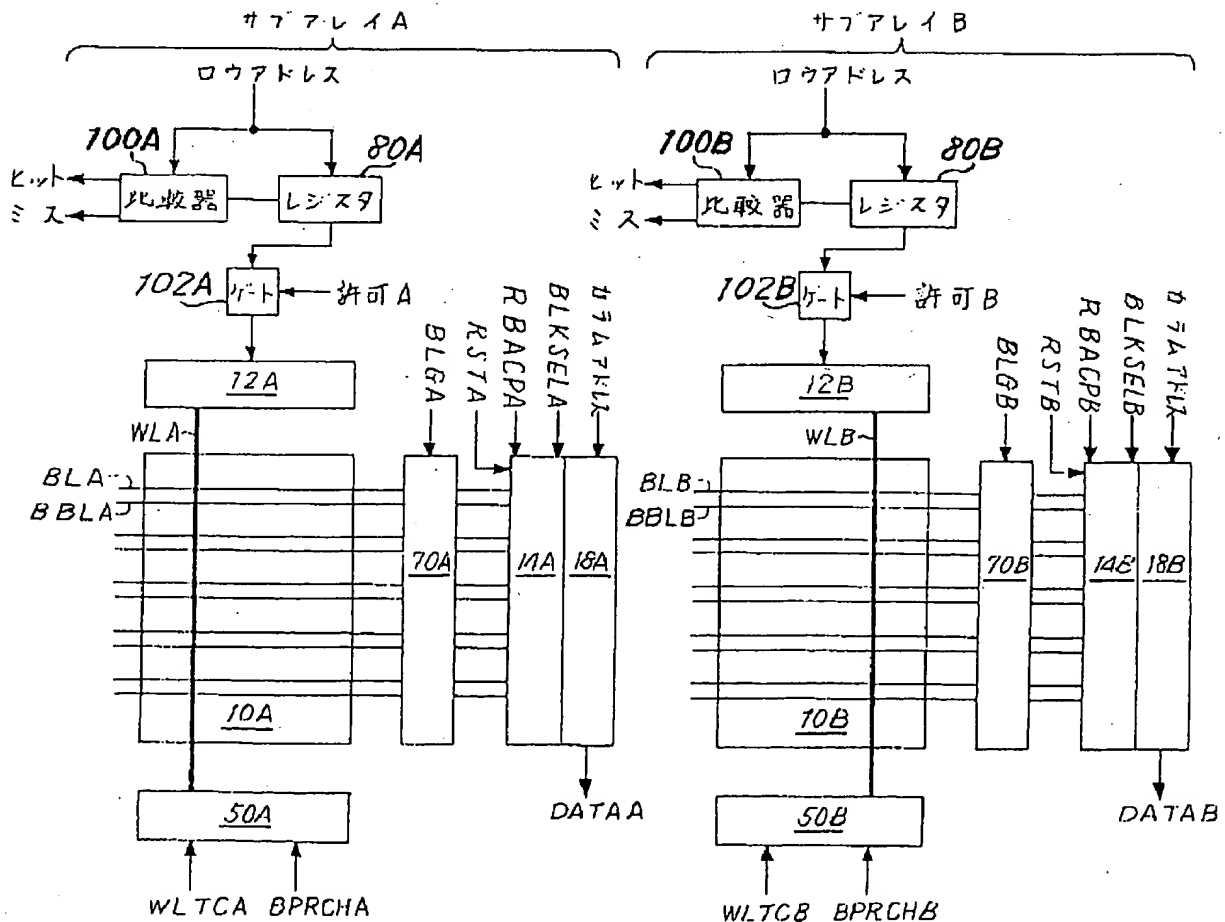 サブアレイA
ロウアドレス
100A
80A
ヒット
ミス
比較器
レジスタ
102A
ゲート
許可A
12A
WLA
BLGA
RSTA
RBACPA
BLKSELA
カラムアドレス
BLA
BBLA
70A
14A
18A
10A
50A
DATAA
WLTCA
BPRCHA
サブアレイB
ロウアドレス
100B
80B
ヒット
ミス
比較器
レジスタ
102B
ゲート
許可B
12B
WLB
BLGB
RSTB
RBACPB
BLKSELB
カラムアドレス
BLB
BBLB
70B
14B
18B
10B
50B
DATAB
WLTCB
BPRCHB